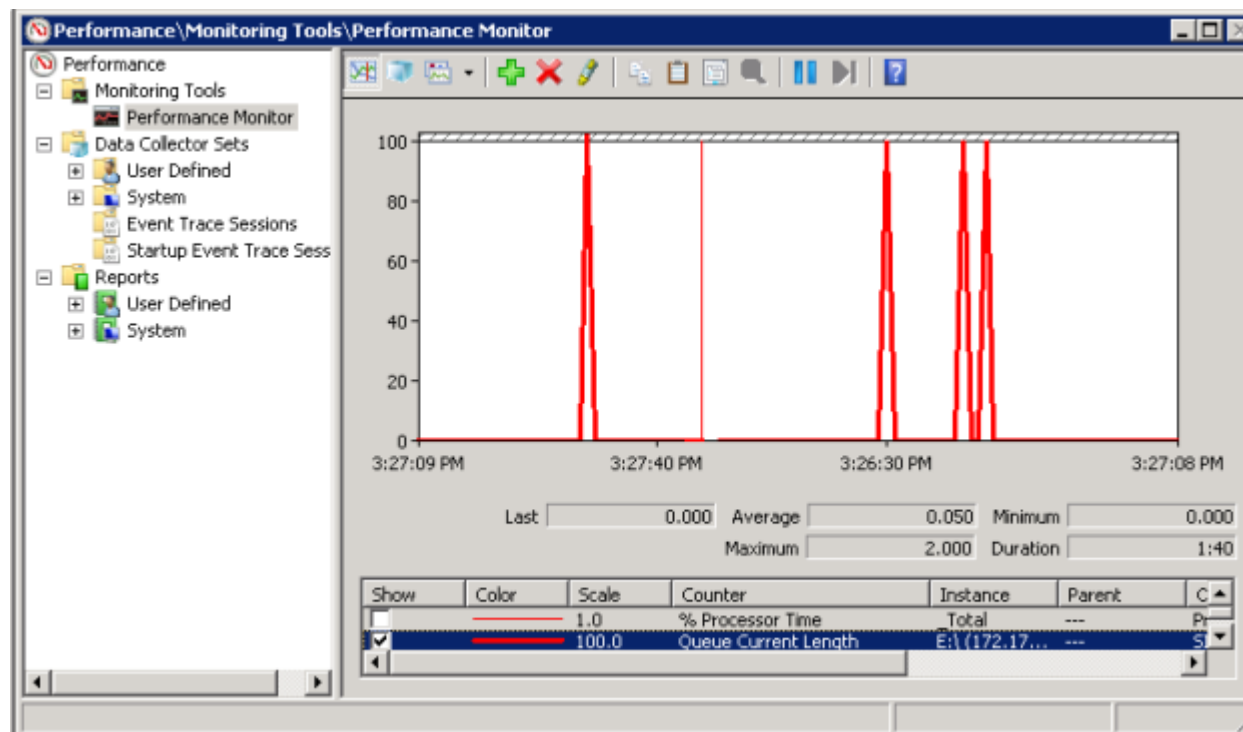 Performance\Monitoring Tools\Performance Monitor
Performance
Monitoring Tools
Performance Monitor
Data Collector Sets
User Defined
System
Event Trace Sessions
Startup Event Trace Sess
Reports
User Defined
System
100
80
60
40
20
0
3:27:09 PM 3:27:40 PM 3:26:30 PM 3:27:08 PM
Last 0.000 Average 0.050 Minimum 0.000
Maximum 2.000 Duration 1:40
Show Color Scale Counter Instance Parent C
1.0 % Processor Time _Total --- Pr
100.0 Queue Current Length E:\(172.17... ---